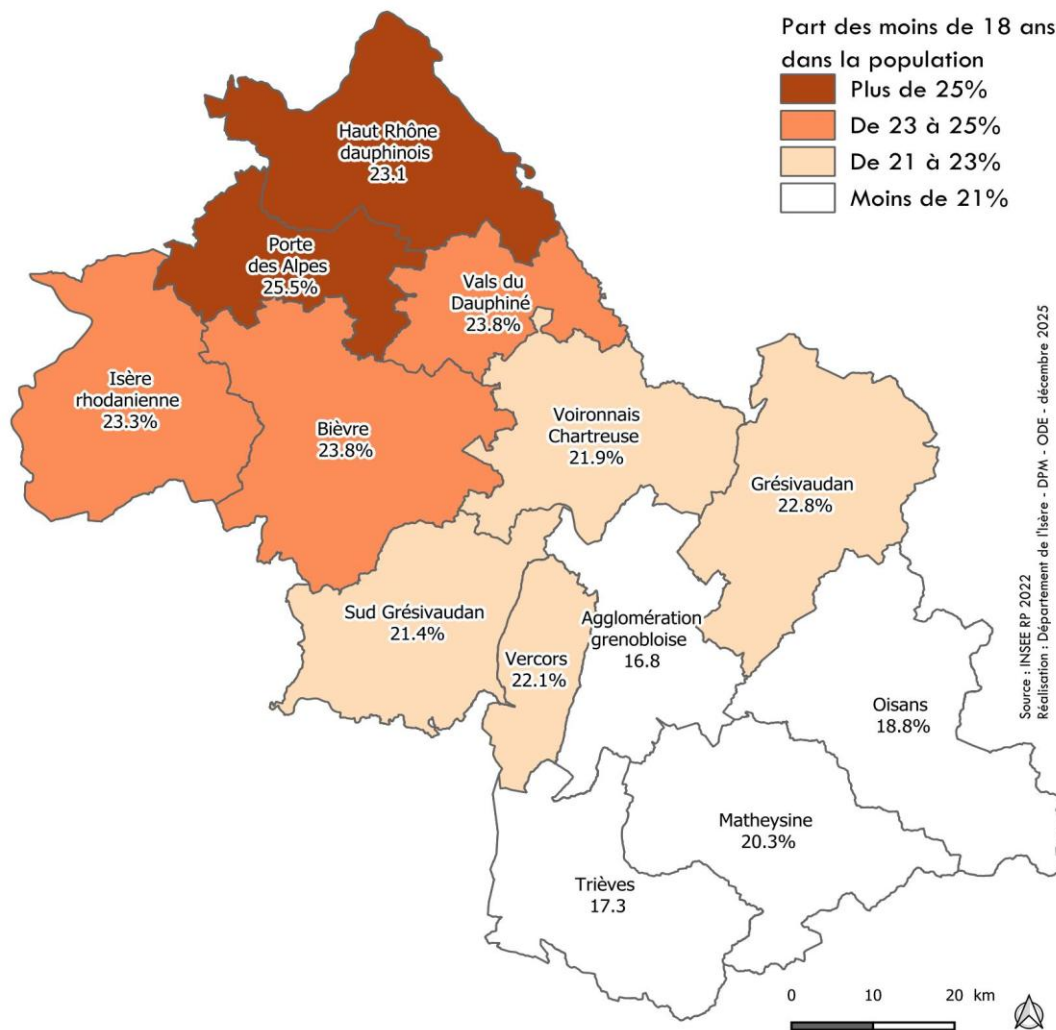 Part des moins de 18 ans
dans la population
Plus de 25%
De 23 à 25%
De 21 à 23%
Moins de 21%
Haut Rhône
dauphinois
23.1
Porte
des Alpes
25.5%
Vals du
Dauphiné
23.8%
Isère
rhodanienne
23.3%
Bièvre
23.8%
Voironnais
Chartreuse
21.9%
Grésivaudan
22.8%
Sud Grésivaudan
21.4%
Vercors
22.1%
Agglomération
grenobloise
16.8
Oisans
18.8%
Matheysine
20.3%
Trièves
17.3
Source : INSEE RP 2022
Réalisation : Département de l'Isère - DPM - ODE - décembre 2025
0 10 20 km